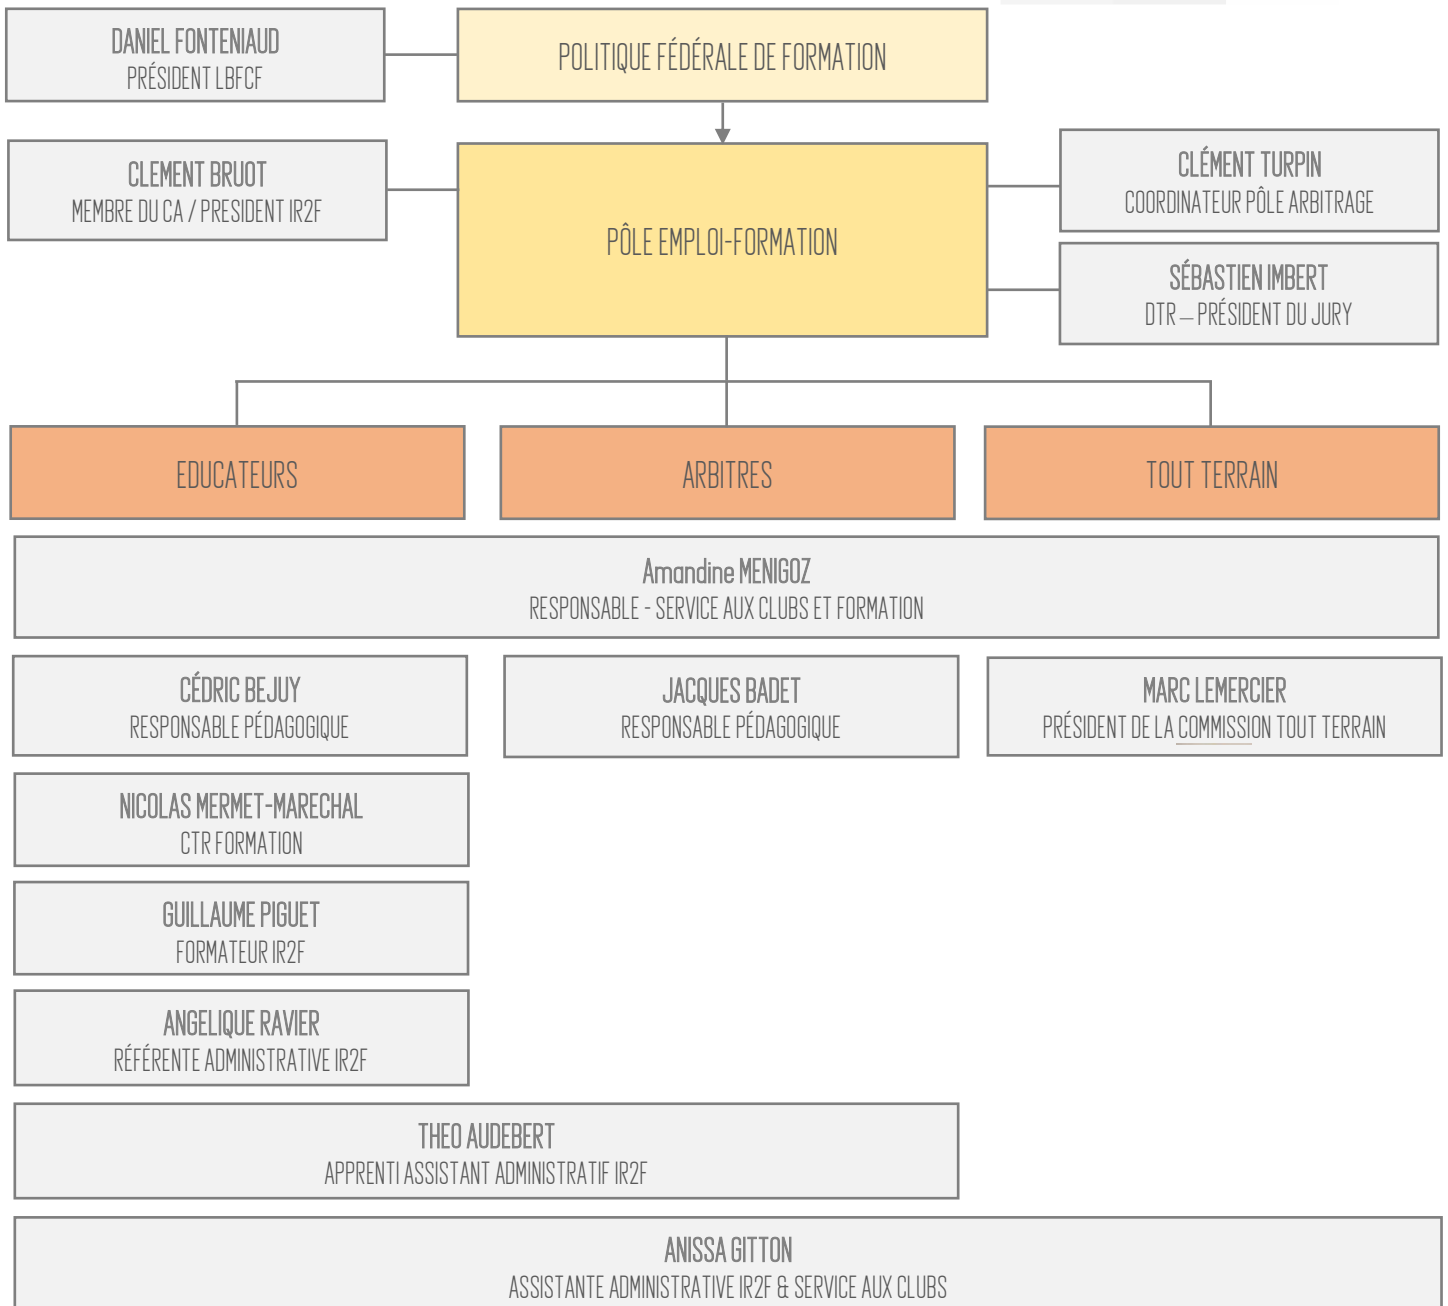 DANIEL FONTENIAUD
PRÉSIDENT LBFCF
POLITIQUE FÉDÉRALE DE FORMATION
CLEMENT BRUOT
MEMBRE DU CA / PRESIDENT IR2F
PÔLE EMPLOI-FORMATION
CLÉMENT TURPIN
COORDINATEUR PÔLE ARBITRAGE
SÉBASTIEN IMBERT
DTR – PRÉSIDENT DU JURY
EDUCATEURS
ARBITRES
TOUT TERRAIN
Amandine MENIGOZ
RESPONSABLE - SERVICE AUX CLUBS ET FORMATION
CÉDRIC BEJUY
RESPONSABLE PÉDAGOGIQUE
JACQUES BADET
RESPONSABLE PÉDAGOGIQUE
MARC LEMERCIER
PRÉSIDENT DE LA COMMISSION TOUT TERRAIN
NICOLAS MERMET-MARECHAL
CTR FORMATION
GUILLAUME PIGUET
FORMATEUR IR2F
ANGELIQUE RAVIER
RÉFÉRENTE ADMINISTRATIVE IR2F
THEO AUDEBERT
APPRENTI ASSISTANT ADMINISTRATIF IR2F
ANISSA GITTON
ASSISTANTE ADMINISTRATIVE IR2F & SERVICE AUX CLUBS